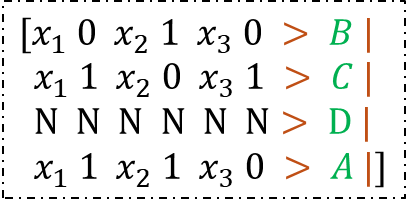 [x₁ 0 x₂ 1 x₃ 0 > B |
x₁ 1 x₂ 0 x₃ 1 > C |
N N N N N N > D |
x₁ 1 x₂ 1 x₃ 0 > A |]